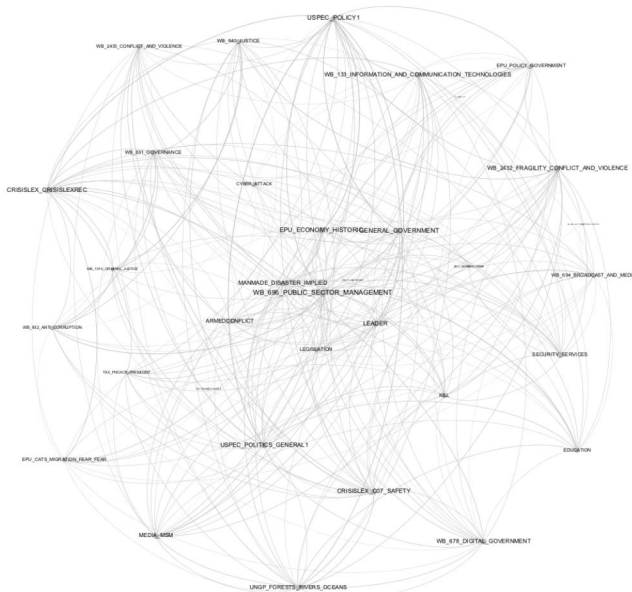 USPEC_POLICY1
WB_2433_CONFLICT_AND_VIOLENCE
WB_840_JUSTICE
EPU_POLICY_GOVERNMENT
WB_133_INFORMATION_AND_COMMUNICATION_TECHNOLOGIES
WB_831_GOVERNANCE
WB_2432_FRAGILITY_CONFLICT_AND_VIOLENCE
CYBER_ATTACK
CRISISLEX_CRISISLEXREC
EPU_ECONOMY_HISTORIC
GENERAL_GOVERNMENT
WB_694_BROADCAST_AND_MEDI
MANMADE_DISASTER_IMPLIED
WB_696_PUBLIC_SECTOR_MANAGEMENT
ARMEDCONFLICT
LEADER
WB_832_ANTI_CORRUPTION
LEGISLATION
SECURITY_SERVICES
KILL
USPEC_POLITICS_GENERAL1
EDUCATION
EPU_CATS_MIGRATION_FEAR_FEAR
CRISISLEX_C07_SAFETY
MEDIA_MSM
WB_678_DIGITAL_GOVERNMENT
UNGP_FORESTS_RIVERS_OCEANS